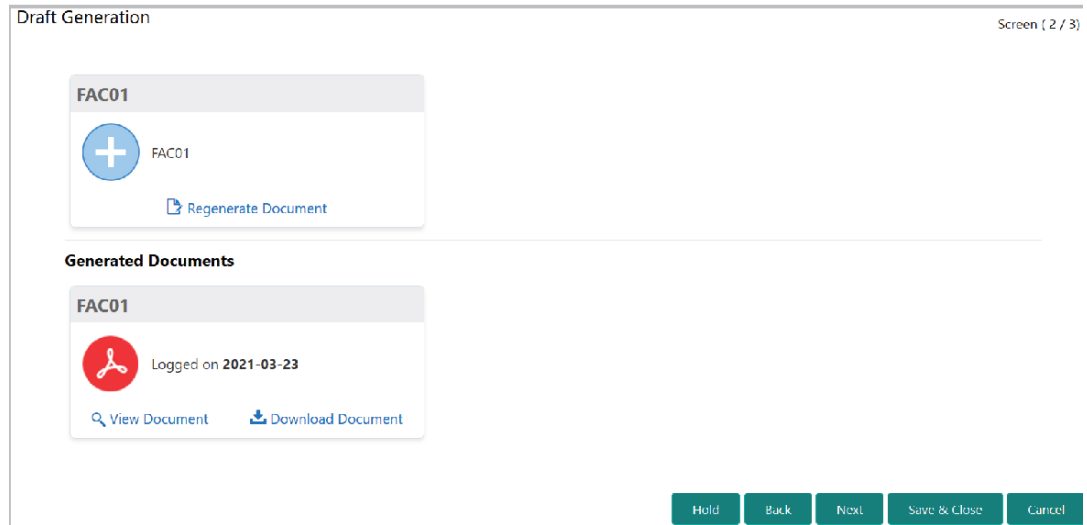 Draft Generation
Screen ( 2 / 3)
FAC01
FAC01
Regenerate Document
Generated Documents
FAC01
Logged on 2021-03-23
View Document Download Document
Hold Back Next Save & Close Cancel